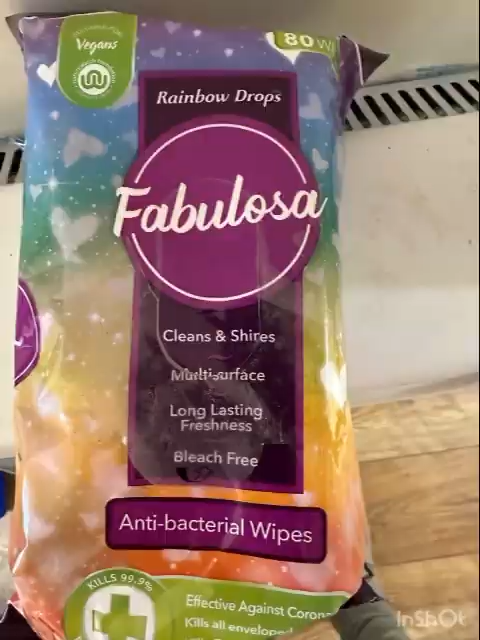 Vegans
80
Rainbow Drops
Fabulosa
Cleans & Shines
Multi-surface
Long Lasting
Freshness
Bleach Free
Anti-bacterial Wipes
KILLS 99.9%
Effective Against
Kills all
InShOt